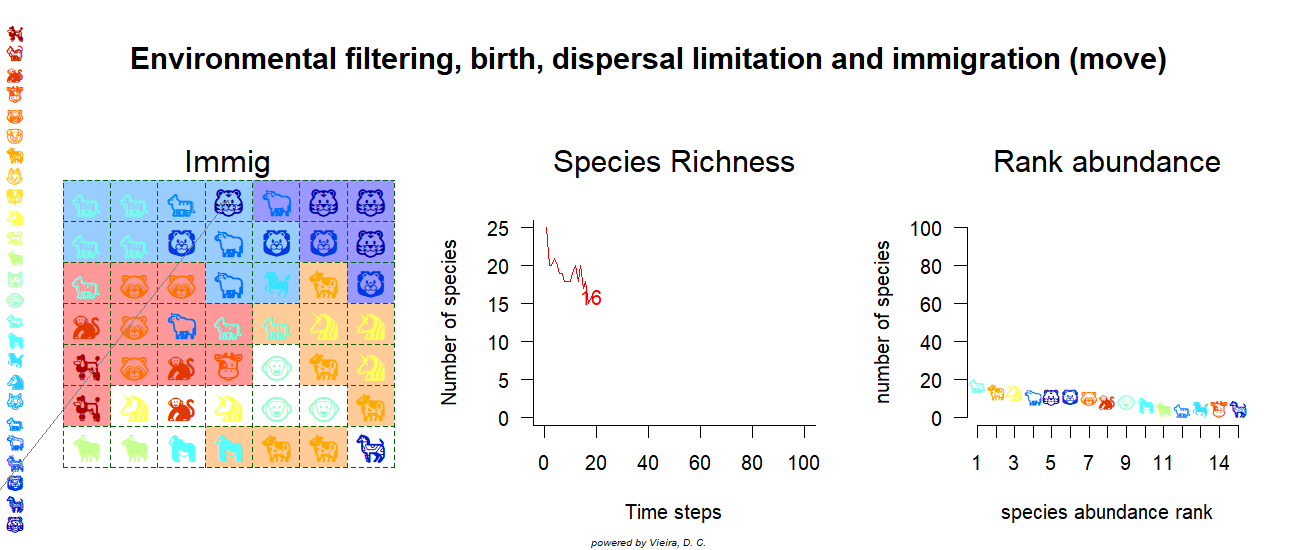 Environmental filtering, birth, dispersal limitation and immigration (move)
Immig
Species Richness
Rank abundance
Number of species
25
20
15
10
5
0
16
0 20 40 60 80 100
Time steps
number of species
100
80
60
40
20
0
1 3 5 7 9 11 14
species abundance rank
powered by Vieira, D. C.